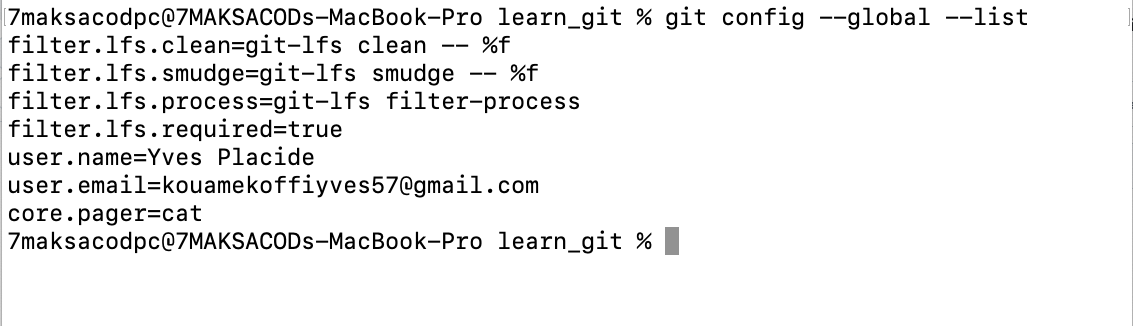 7maksacodpc@7MAKSACODs-MacBook-Pro learn_git % git config --global --list
filter.lfs.clean=git-lfs clean -- %f
filter.lfs.smudge=git-lfs smudge -- %f
filter.lfs.process=git-lfs filter-process
filter.lfs.required=true
user.name=Yves Placide
user.email=kouamekoffiyves57@gmail.com
core.pager=cat
7maksacodpc@7MAKSACODs-MacBook-Pro learn_git %